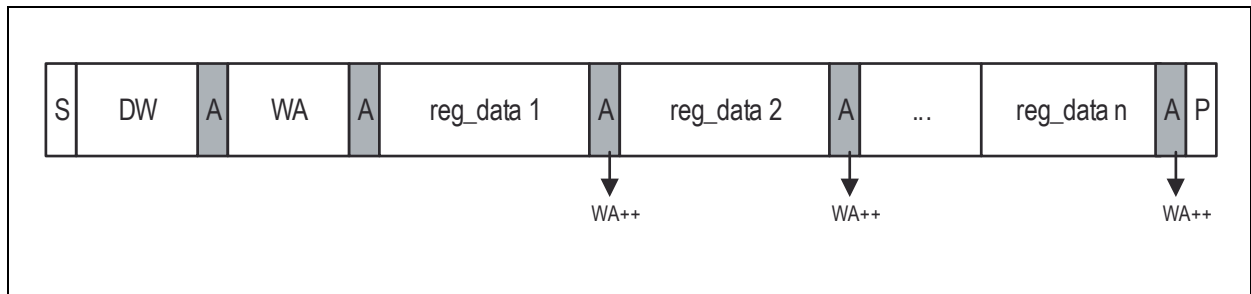 S DW A WA A reg_data 1 A reg_data 2 A ... reg_data n A P
WA++ WA++ WA++